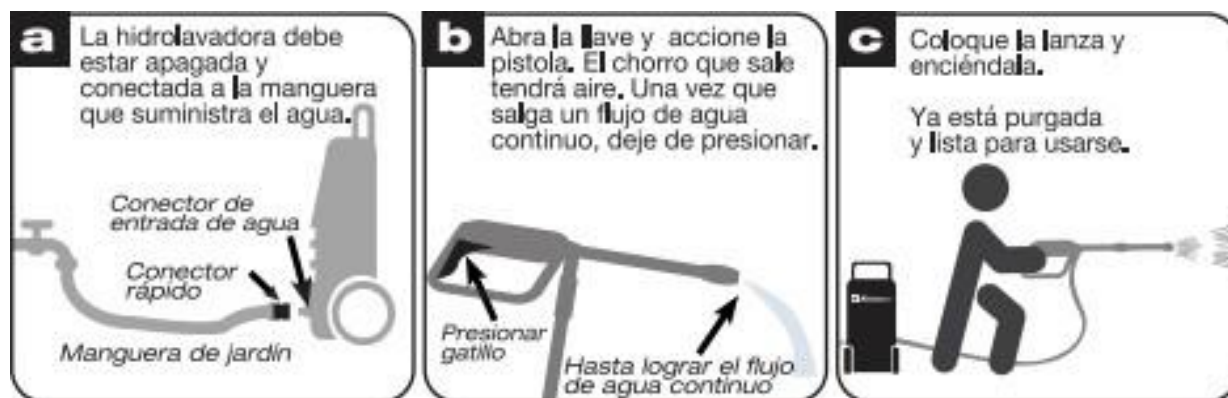 a
La hidrolavadora debe
estar apagada y
conectada a la manguera
que suministra el agua.
Conector de
entrada de agua
Conector
rápido
Manguera de jardín
b
Abra la llave y accione la
pistola. El chorro que sale
tendrá aire. Una vez que
salga un flujo de agua
continuo, deje de presionar.
Presionar
gatillo
Hasta lograr el flujo
de agua continuo
c
Coloque la lanza y
enciéndala.
Ya está purgada
y lista para usarse.